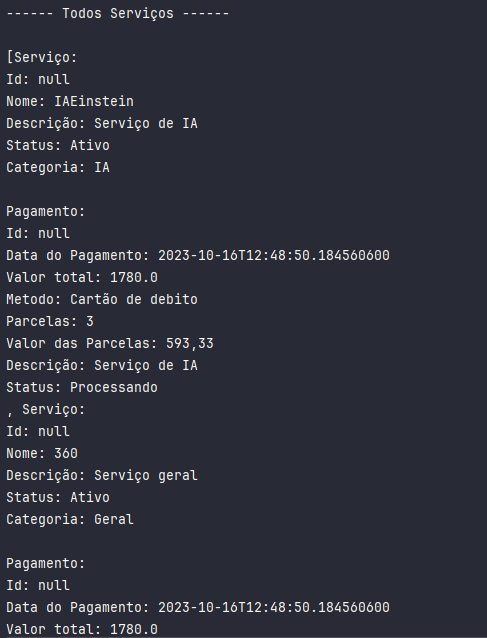 ------ Todos Serviços ------
[Serviço:
Id: null
Nome: IAEinstein
Descrição: Serviço de IA
Status: Ativo
Categoria: IA
Pagamento:
Id: null
Data do Pagamento: 2023-10-16T12:48:50.184560600
Valor total: 1780.0
Metodo: Cartão de debito
Parcelas: 3
Valor das Parcelas: 593,33
Descrição: Serviço de IA
Status: Processando
, Serviço:
Id: null
Nome: 360
Descrição: Serviço geral
Status: Ativo
Categoria: Geral
Pagamento:
Id: null
Data do Pagamento: 2023-10-16T12:48:50.184560600
Valor total: 1780.0